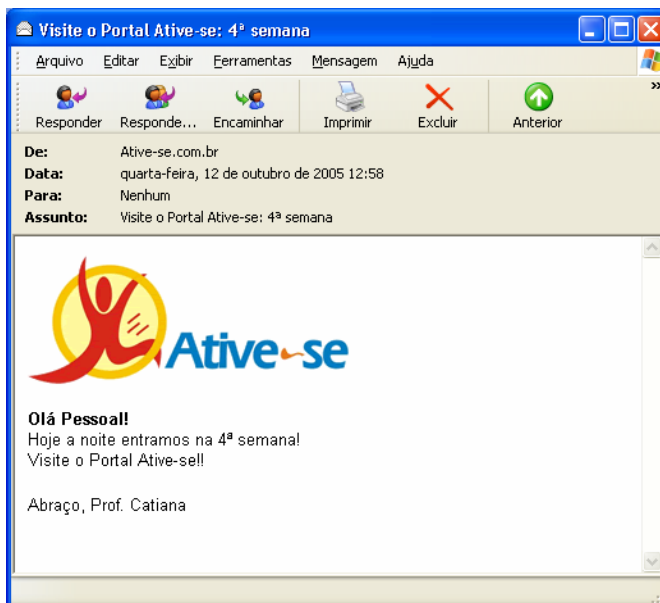 Visite o Portal Ative-se: 4ª semana
Arquivo Editar Exibir Ferramentas Mensagem Ajuda
»
Responder Responde... Encaminhar Imprimir Excluir Anterior
De: Ative-se.com.br
Data: quarta-feira, 12 de outubro de 2005 12:58
Para: Nenhum
Assunto: Visite o Portal Ative-se: 4ª semana
Ative-se
Olá Pessoal!
Hoje a noite entramos na 4ª semana!
Visite o Portal Ative-se!!
Abraço, Prof. Catiana